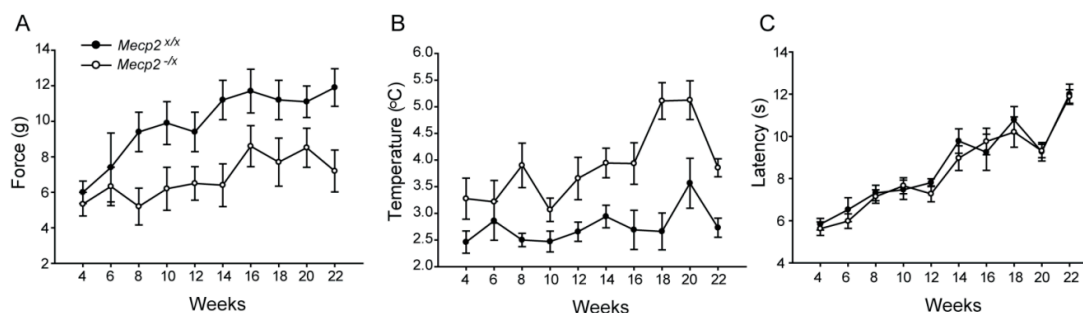 A
Mecp2 x/x
Mecp2 -/x
14
12
10
8
6
4
2
Force (g)
4 6 8 10 12 14 16 18 20 22
Weeks
B
6.0
5.5
5.0
4.5
4.0
3.5
3.0
2.5
2.0
Temperature (ºC)
4 6 8 10 12 14 16 18 20 22
Weeks
C
14
12
10
8
6
4
Latency (s)
4 6 8 10 12 14 16 18 20 22
Weeks